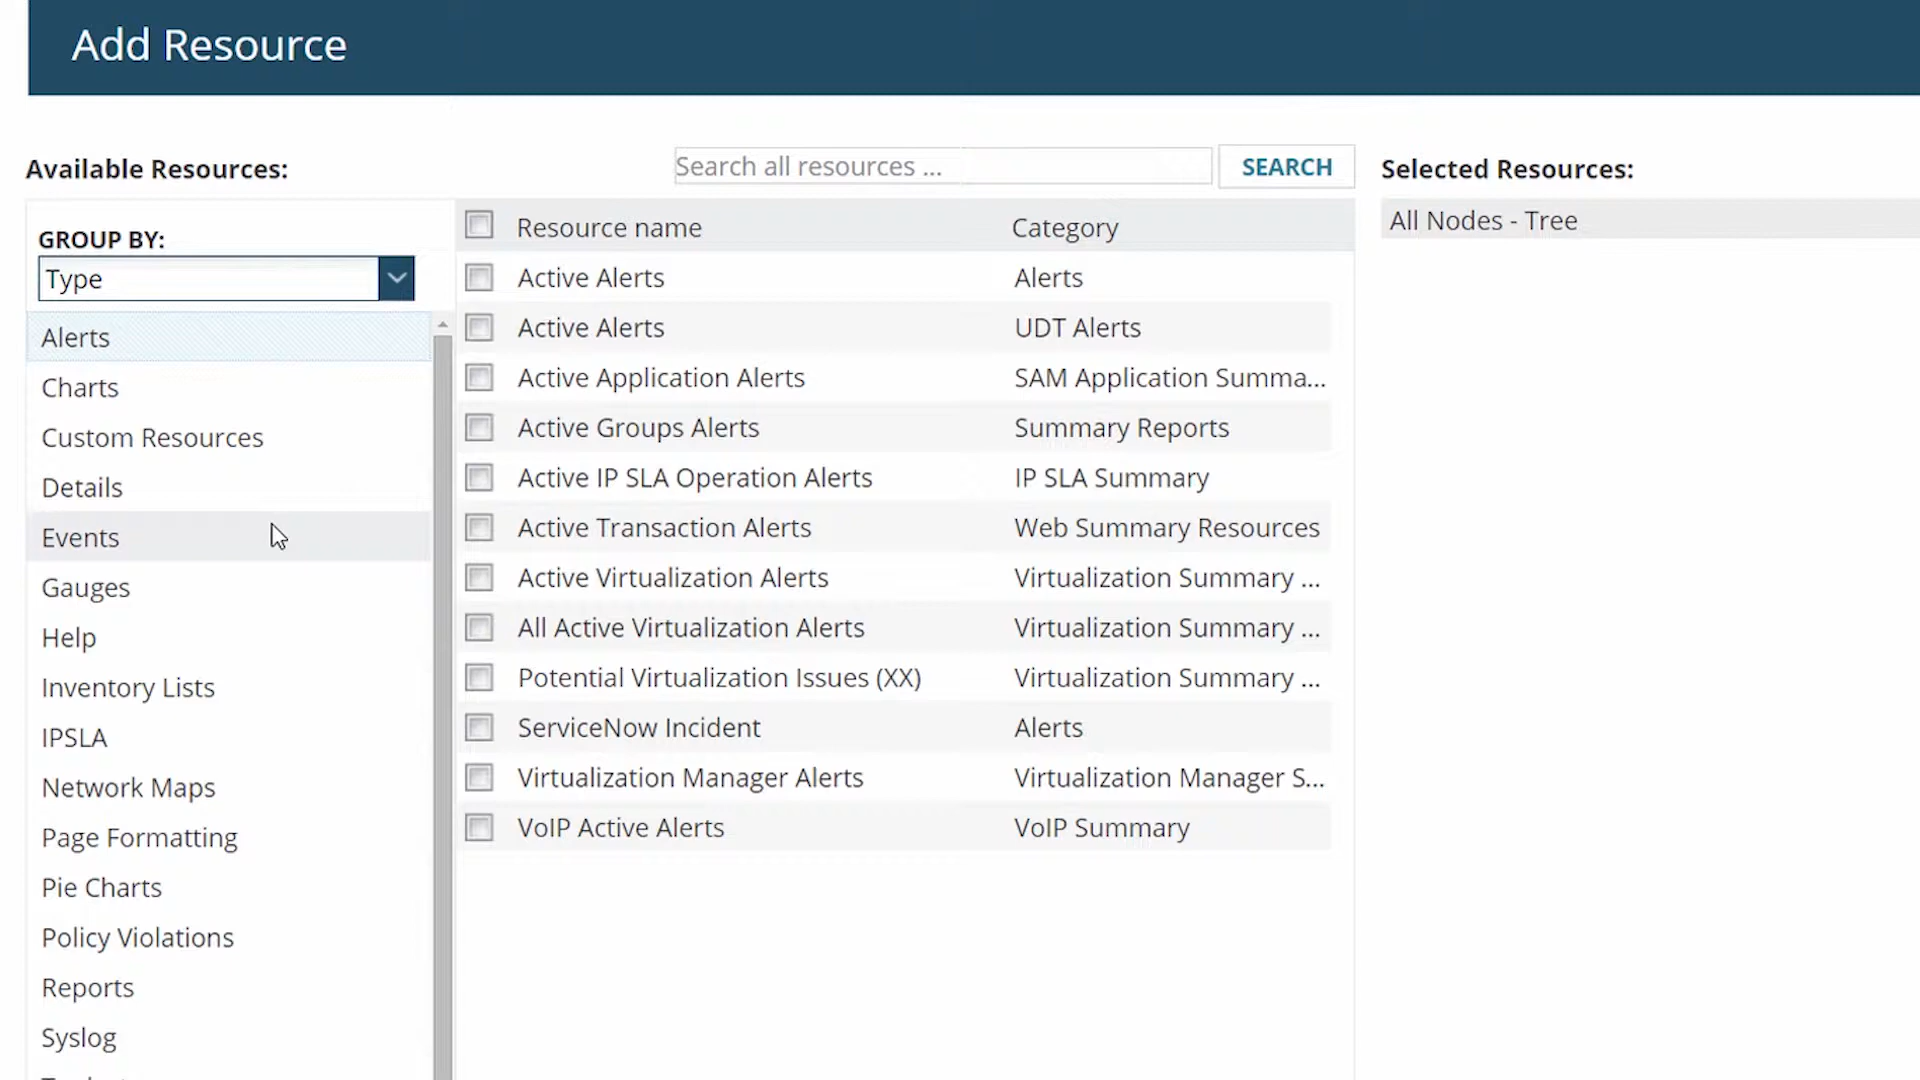 Add Resource
Available Resources:
Search all resources ...
SEARCH
Selected Resources:
All Nodes - Tree
GROUP BY:
Type
Alerts
Charts
Custom Resources
Details
Events
Gauges
Help
Inventory Lists
IPSLA
Network Maps
Page Formatting
Pie Charts
Policy Violations
Reports
Syslog
Resource name Category
Active Alerts Alerts
Active Alerts UDT Alerts
Active Application Alerts SAM Application Summa...
Active Groups Alerts Summary Reports
Active IP SLA Operation Alerts IP SLA Summary
Active Transaction Alerts Web Summary Resources
Active Virtualization Alerts Virtualization Summary ...
All Active Virtualization Alerts Virtualization Summary ...
Potential Virtualization Issues (XX) Virtualization Summary ...
ServiceNow Incident Alerts
Virtualization Manager Alerts Virtualization Manager S...
VoIP Active Alerts VoIP Summary